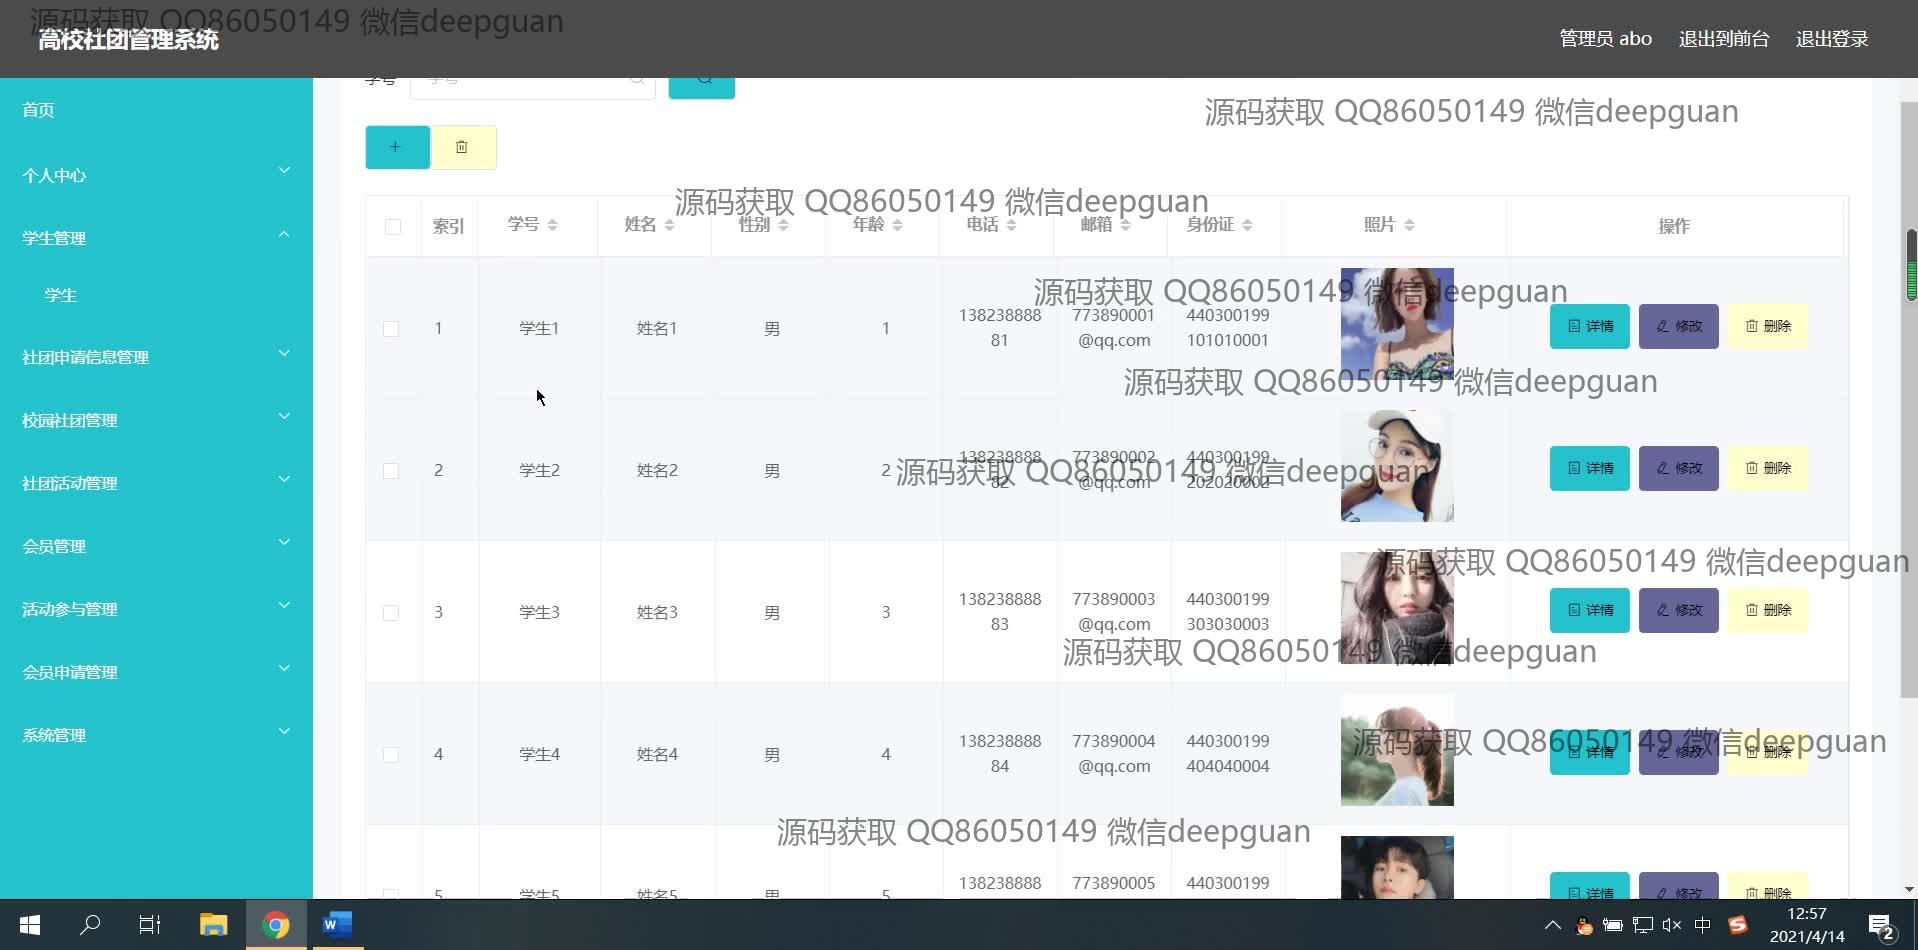 源码获取 QQ86050149 微信deepguan
高校社团管理系统
管理员 abo 退出到前台 退出登录
首页
个人中心
学生管理
学生
社团申请信息管理
校园社团管理
社团活动管理
会员管理
活动参与管理
会员申请管理
系统管理
学号 学号
源码获取 QQ86050149 微信deepguan
源码获取 QQ86050149 微信deepguan
索引 学号 姓名 性别 年龄 电话 邮箱 身份证 照片 操作
源码获取 QQ86050149 微信deepguan
1 学生1 姓名1 男 1 138238888 773890001 440300199 详情 修改 删除
81 @qq.com 101010001
源码获取 QQ86050149 微信deepguan
2 学生2 姓名2 男 2 138238888 773890002 440300199 详情 修改 删除
82 @qq.com 202020002
源码获取 QQ86050149 微信deepguan
源码获取 QQ86050149 微信deepguan
3 学生3 姓名3 男 3 138238888 773890003 440300199 详情 修改 删除
83 @qq.com 303030003
源码获取 QQ86050149 微信deepguan
4 学生4 姓名4 男 4 138238888 773890004 440300199 详情 修改 删除
84 @qq.com 404040004
源码获取 QQ86050149 微信deepguan
源码获取 QQ86050149 微信deepguan
5 学生5 姓名5 男 5 138238888 773890005 440300199 详情 修改 删除
中
12:57
2021/4/14
2